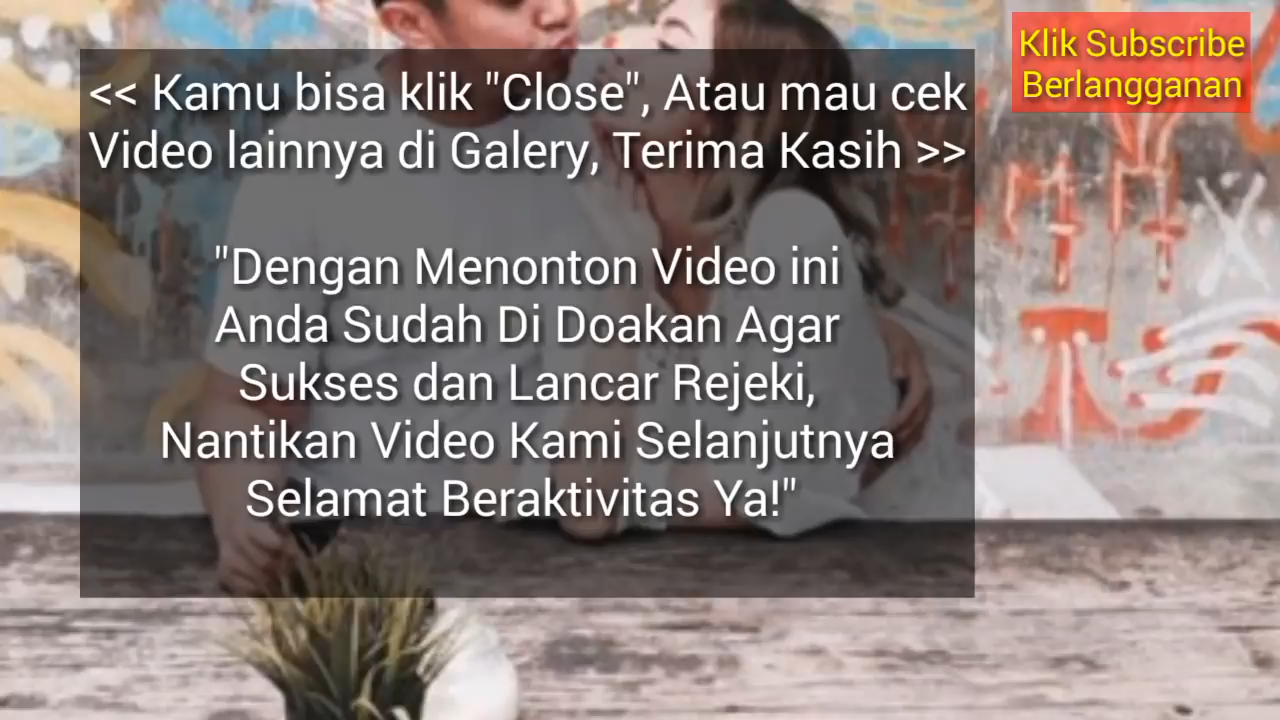 Klik Subscribe
Berlangganan
<< Kamu bisa klik "Close", Atau mau cek
Video lainnya di Galery, Terima Kasih >>
"Dengan Menonton Video ini
Anda Sudah Di Doakan Agar
Sukses dan Lancar Rejeki,
Nantikan Video Kami Selanjutnya
Selamat Beraktivitas Ya!"